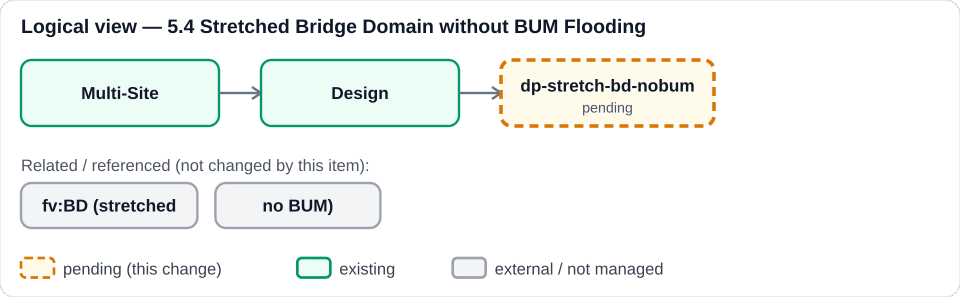 Logical view — 5.4 Stretched Bridge Domain without BUM Flooding
Multi-Site
Design
dp-stretch-bd-nobum
pending
Related / referenced (not changed by this item):
fv:BD (stretched
no BUM)
pending (this change)
existing
external / not managed